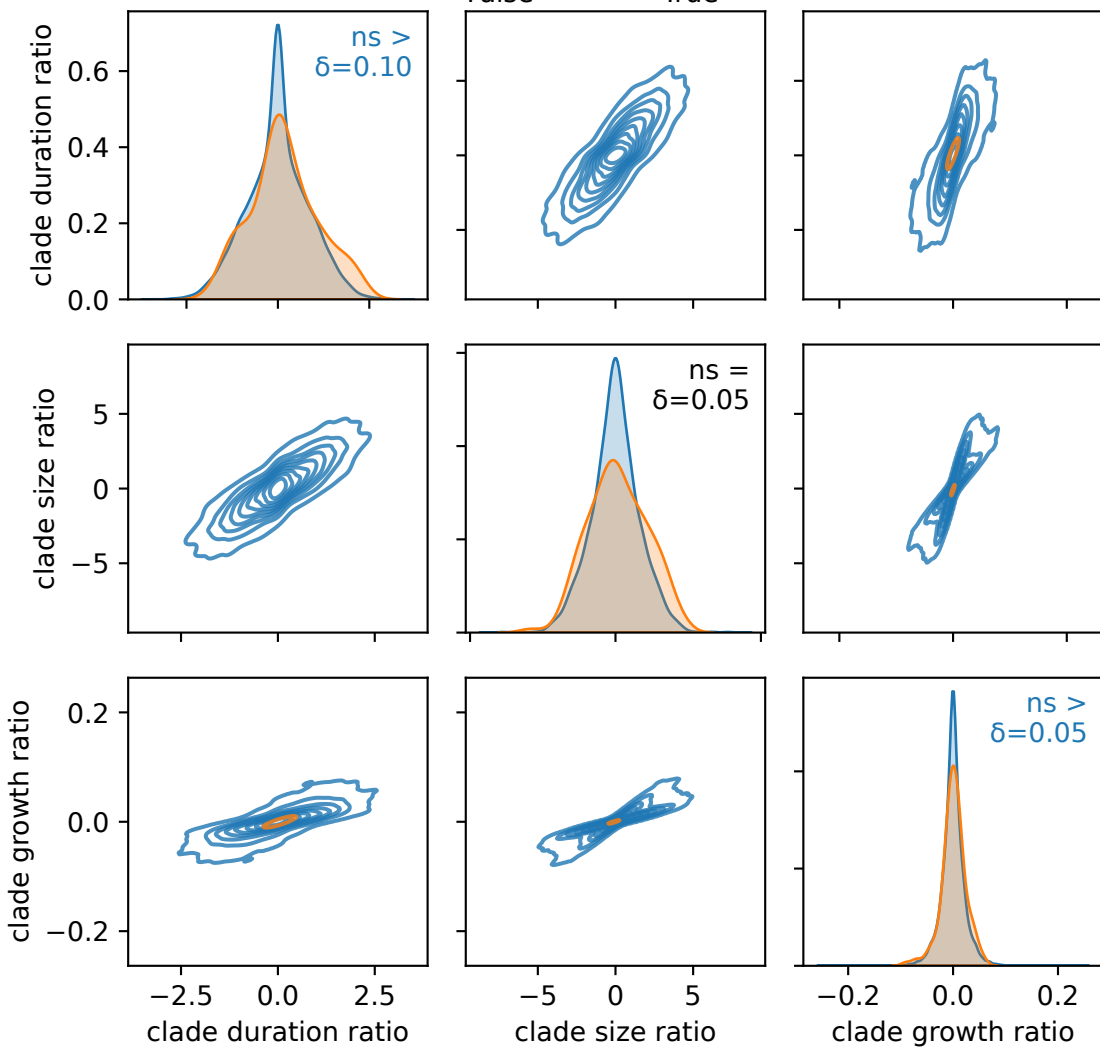 clade duration ratio
0.6
0.4
0.2
0.0
ns >
δ=0.10
clade size ratio
5
0
−5
ns =
δ=0.05
clade growth ratio
0.2
0.0
−0.2
ns >
δ=0.05
−2.5 0.0 2.5
−5 0 5
−0.2 0.0 0.2
clade duration ratio
clade size ratio
clade growth ratio